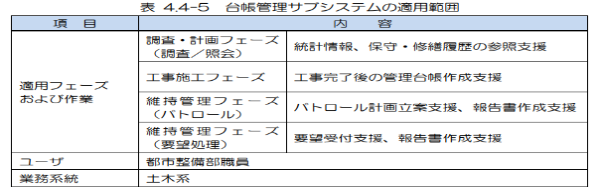 表 4.4-5 台帳管理サブシステムの適用範囲
項 目 内 容
適用フェーズ
および作業
調査・計画フェーズ
（調査／照会）
統計情報、保守・修繕履歴の参照支援
工事施工フェーズ
工事完了後の管理台帳作成支援
維持管理フェーズ
（パトロール）
パトロール計画立案支援、報告書作成支援
維持管理フェーズ
（要望処理）
要望受付支援、報告書作成支援
ユーザ 都市整備部職員
業務系統 土木系